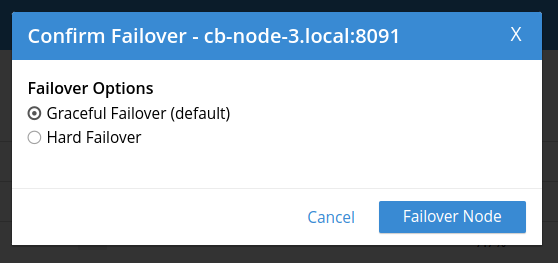 Confirm Failover - cb-node-3.local:8091 X
Failover Options
Graceful Failover (default)
Hard Failover
Cancel Failover Node